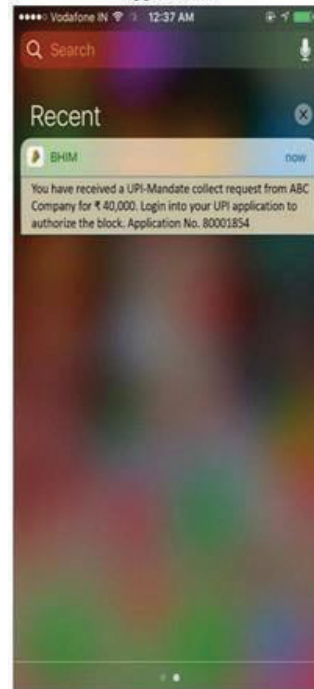 Vodafone IN 12:37 AM
Search
Recent
BHIM now
You have received a UPI-Mandate collect request from ABC
Company for ₹ 40,000. Login into your UPI application to
authorize the block. Application No. 80001854